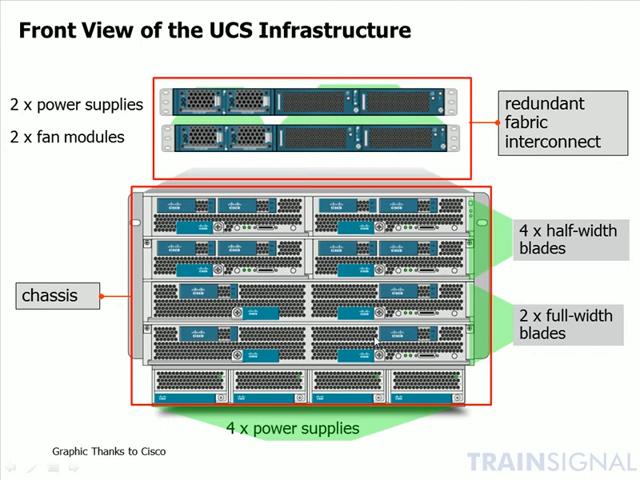 Front View of the UCS Infrastructure
2 x power supplies
2 x fan modules
redundant
fabric
interconnect
4 x half-width
blades
chassis
2 x full-width
blades
4 x power supplies
Graphic Thanks to Cisco
TRAINSIGNAL